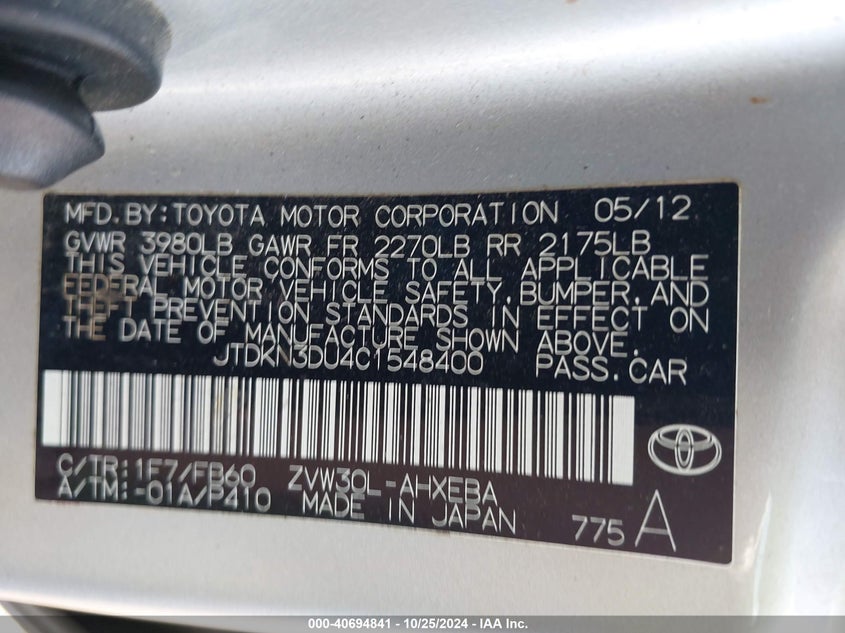 MFD.BY:TOYOTA MOTOR CORPORATION 05/12
GVWR 3980LB GAWR FR 2270LB RR 2175LB
THIS VEHICLE CONFORMS TO ALL APPLICABLE
FEDERAL MOTOR VEHICLE SAFETY,BUMPER,AND
THEFT PREVENTION STANDARDS IN EFFECT ON
THE DATE OF MANUFACTURE SHOWN ABOVE.
JTDKN3DU4C1548400 PASS.CAR
C/TR:1F7/FB60 ZVW30L-AHXEBA
A/TM:-01A/P410 MADE IN JAPAN 775 A
000-40694841 - 10/25/2024 - IAA Inc.